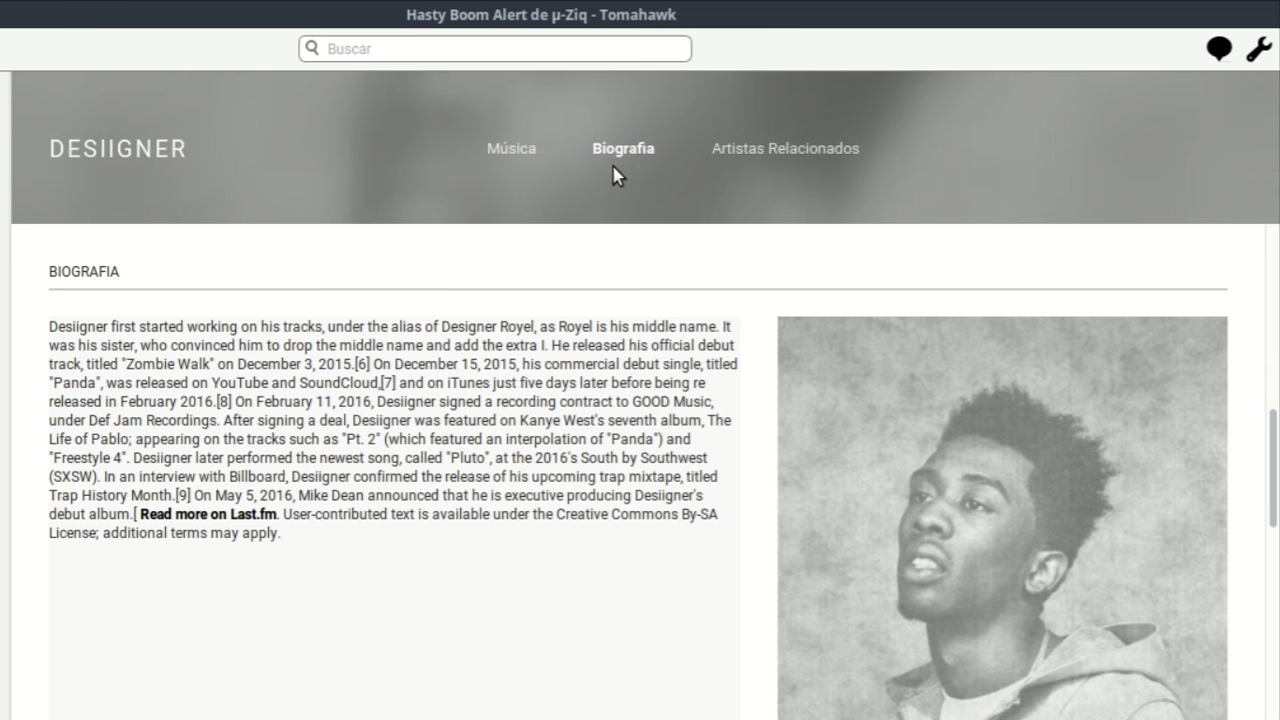 Hasty Boom Alert de µ-Ziq - Tomahawk
Buscar
DESIIGNER
Música
Biografia
Artistas Relacionados
BIOGRAFIA
Desiigner first started working on his tracks, under the alias of Designer Royel, as Royel is his middle name. It
was his sister, who convinced him to drop the middle name and add the extra I. He released his official debut
track, titled "Zombie Walk" on December 3, 2015.[6] On December 15, 2015, his commercial debut single, titled
"Panda", was released on YouTube and SoundCloud,[7] and on iTunes just five days later before being re
released in February 2016.[8] On February 11, 2016, Desiigner signed a recording contract to GOOD Music,
under Def Jam Recordings. After signing a deal, Desiigner was featured on Kanye West's seventh album, The
Life of Pablo; appearing on the tracks such as "Pt. 2" (which featured an interpolation of "Panda") and
"Freestyle 4". Desiigner later performed the newest song, called "Pluto", at the 2016's South by Southwest
(SXSW). In an interview with Billboard, Desiigner confirmed the release of his upcoming trap mixtape, titled
Trap History Month.[9] On May 5, 2016, Mike Dean announced that he is executive producing Desiigner's
debut album.[ Read more on Last.fm. User-contributed text is available under the Creative Commons By-SA
License; additional terms may apply.